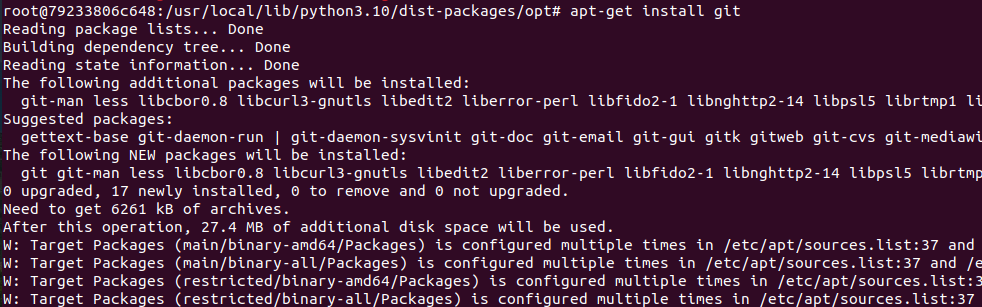 root@79233806c648:/usr/local/lib/python3.10/dist-packages/opt# apt-get install git
Reading package lists... Done
Building dependency tree... Done
Reading state information... Done
The following additional packages will be installed:
  git-man less libcbor0.8 libcurl3-gnutls libedit2 liberror-perl libfido2-1 libnghttp2-14 libpsl5 librtmp1 li
Suggested packages:
  gettext-base git-daemon-run | git-daemon-sysvinit git-doc git-email git-gui gitk gitweb git-cvs git-mediawi
The following NEW packages will be installed:
  git git-man less libcbor0.8 libcurl3-gnutls libedit2 liberror-perl libfido2-1 libnghttp2-14 libpsl5 librtmp
0 upgraded, 17 newly installed, 0 to remove and 0 not upgraded.
Need to get 6261 kB of archives.
After this operation, 27.4 MB of additional disk space will be used.
W: Target Packages (main/binary-amd64/Packages) is configured multiple times in /etc/apt/sources.list:37 and
W: Target Packages (main/binary-all/Packages) is configured multiple times in /etc/apt/sources.list:37 and /e
W: Target Packages (restricted/binary-amd64/Packages) is configured multiple times in /etc/apt/sources.list:3
W: Target Packages (restricted/binary-all/Packages) is configured multiple times in /etc/apt/sources.list:37